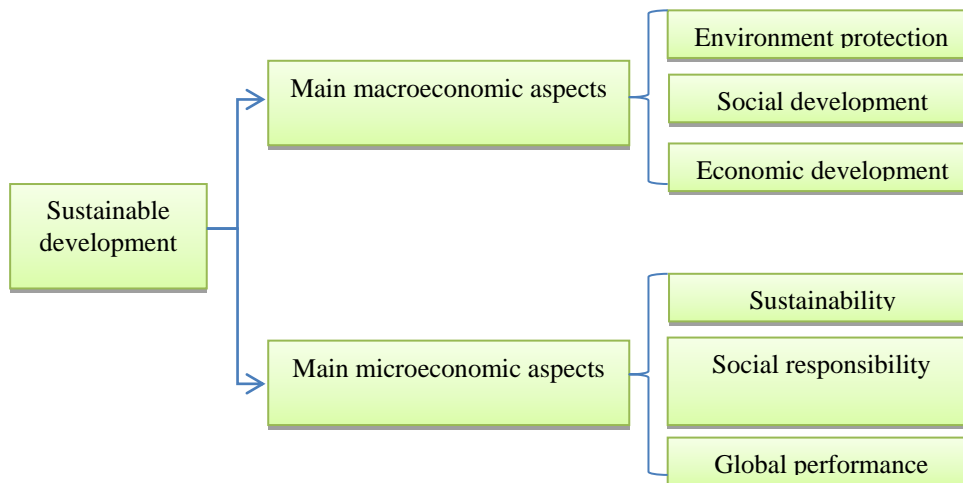 Sustainable
development
Main macroeconomic aspects
Environment protection
Social development
Economic development
Main microeconomic aspects
Sustainability
Social responsibility
Global performance